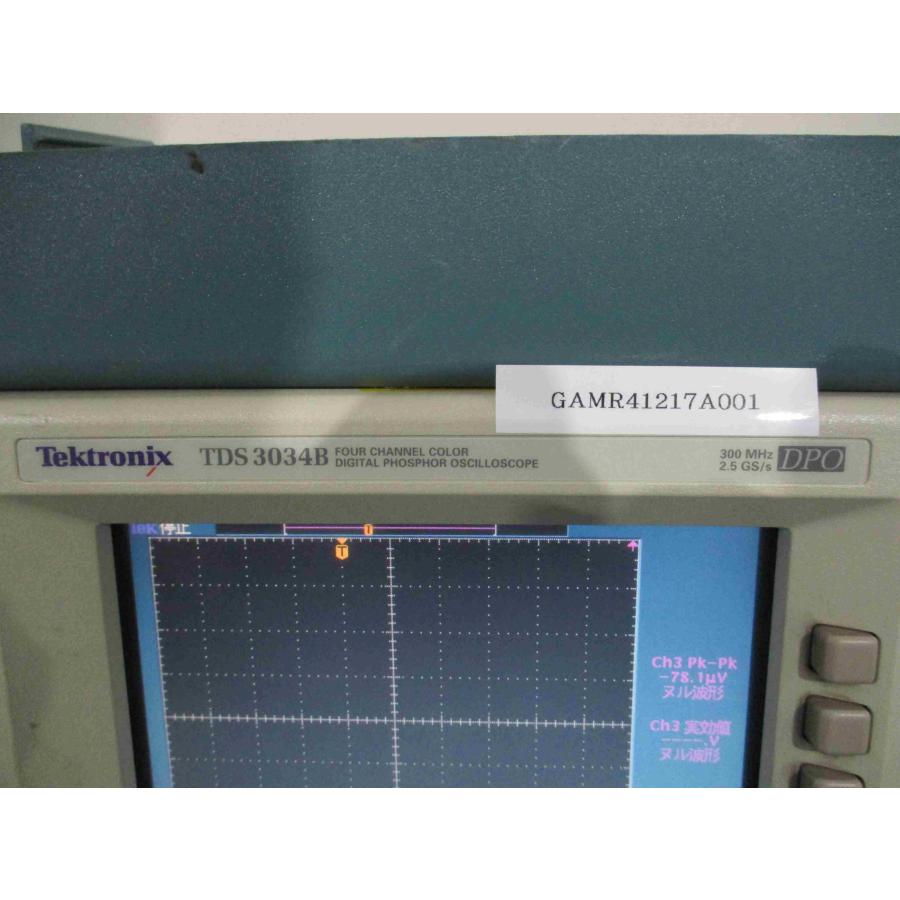 GAMR41217A001
Tektronix TDS 3034B FOUR CHANNEL COLOR
DIGITAL PHOSPHOR OSCILLOSCOPE
300 MHz
2.5 GS/s
DPO
Tek 停止
T
T
Ch3 Pk-Pk
-78.1μV
ヌル波形
Ch3 実効値
----.V
ヌル波形